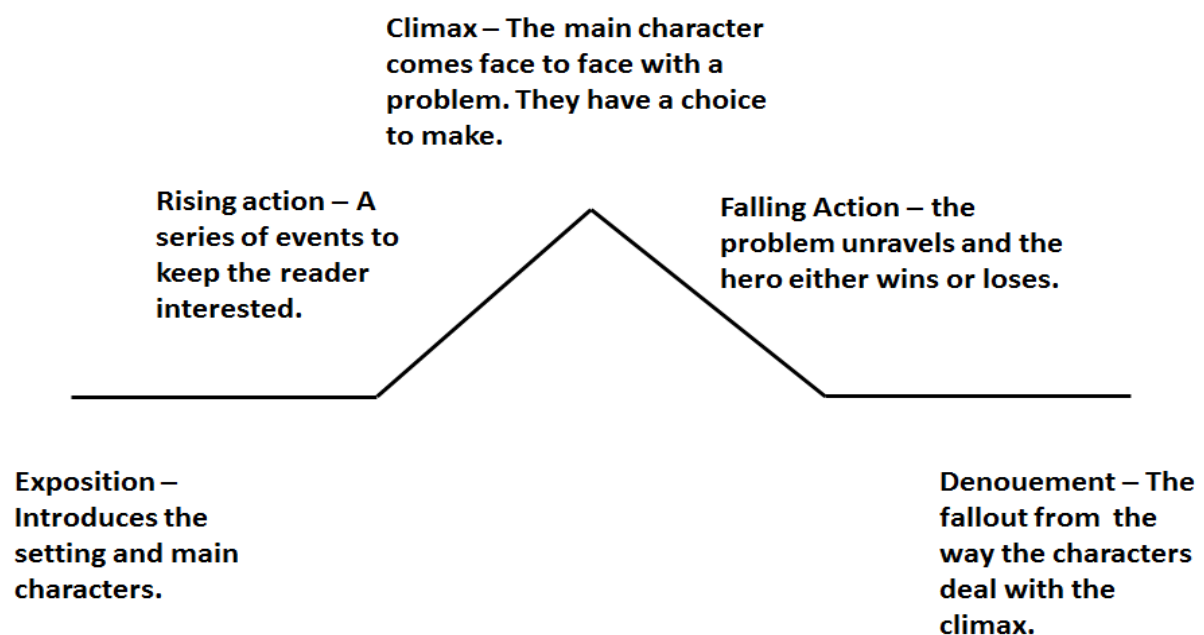 Climax – The main character
comes face to face with a
problem. They have a choice
to make.
Rising action – A
series of events to
keep the reader
interested.
Falling Action – the
problem unravels and the
hero either wins or loses.
Exposition –
Introduces the
setting and main
characters.
Denouement – The
fallout from  the
way the characters
deal with the
climax.